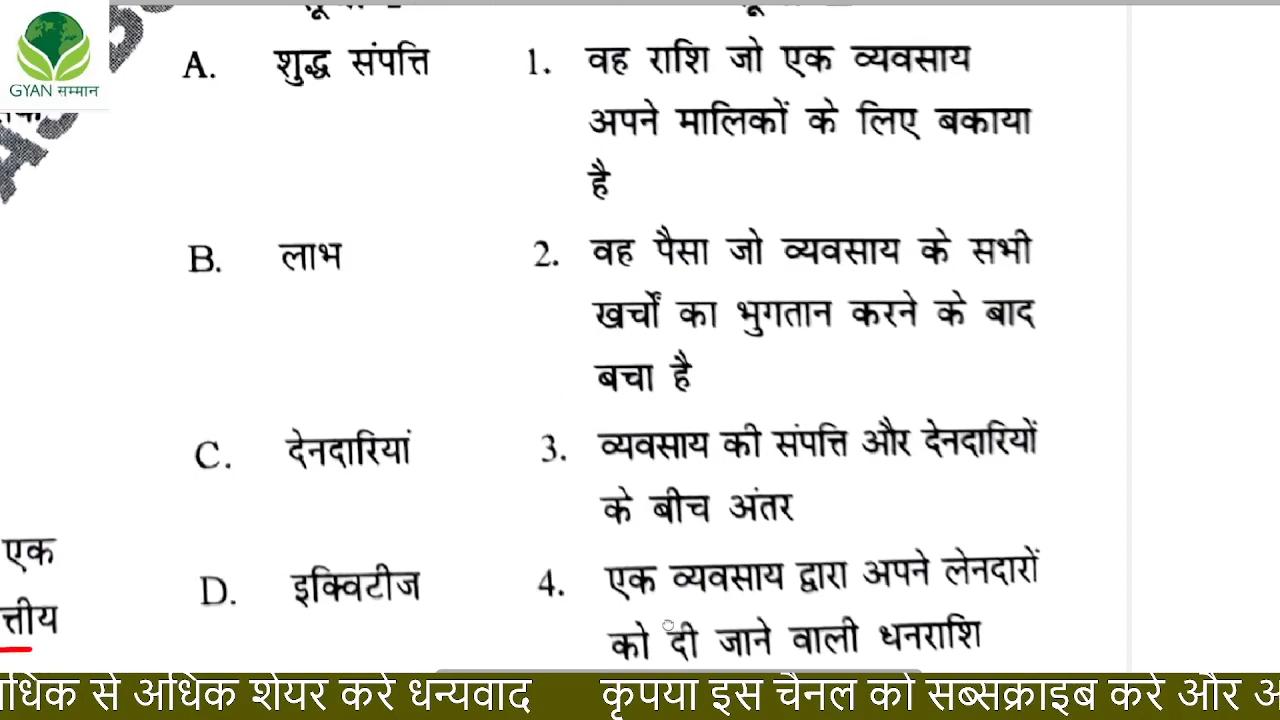 GYAN सम्मान
A. शुद्ध संपत्ति 1. वह राशि जो एक व्यवसाय
अपने मालिकों के लिए बकाया
है
B. लाभ 2. वह पैसा जो व्यवसाय के सभी
खर्चों का भुगतान करने के बाद
बचा है
C. देनदारियां 3. व्यवसाय की संपत्ति और देनदारियों
के बीच अंतर
एक
D. इक्विटीज 4. एक व्यवसाय द्वारा अपने लेनदारों
त्तीय
को दी जाने वाली धनराशि
धिक से अधिक शेयर करे धन्यवाद कृपया इस चैनल को सब्सक्राइब करे और अ